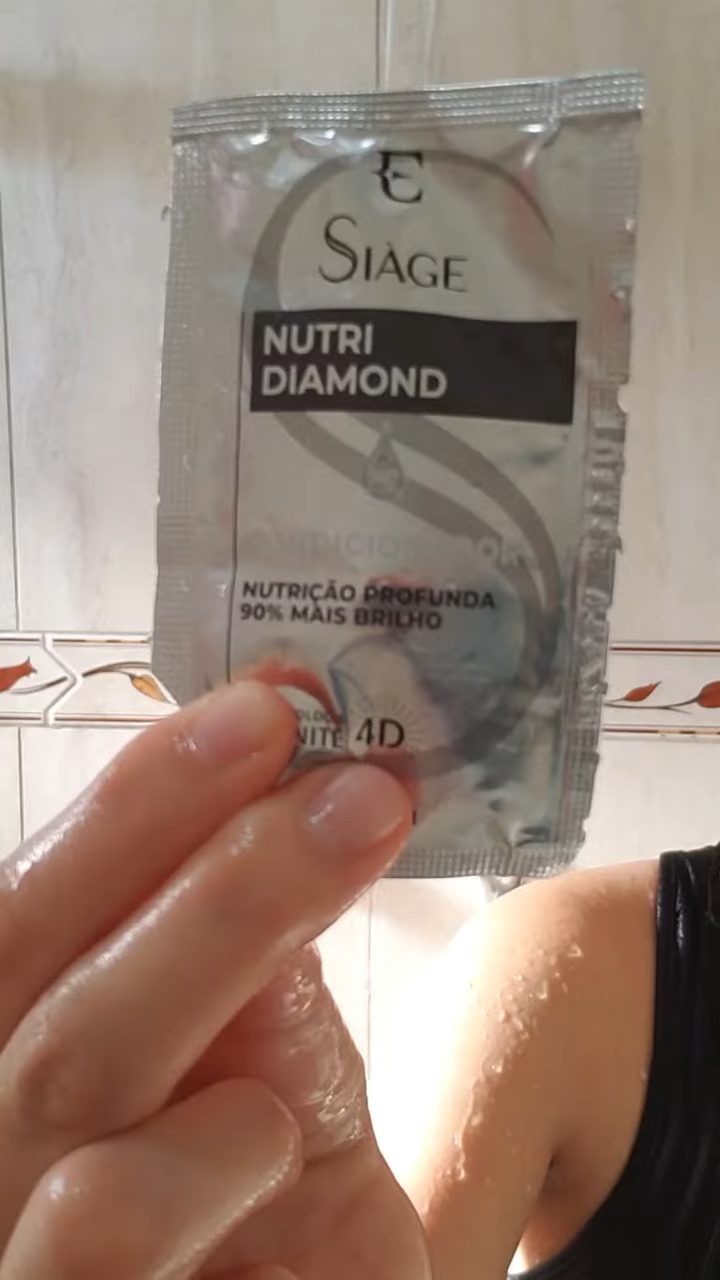 E
SIÀGE
NUTRI
DIAMOND
NUTRIÇÃO PROFUNDA
90% MAIS BRILHO
4D